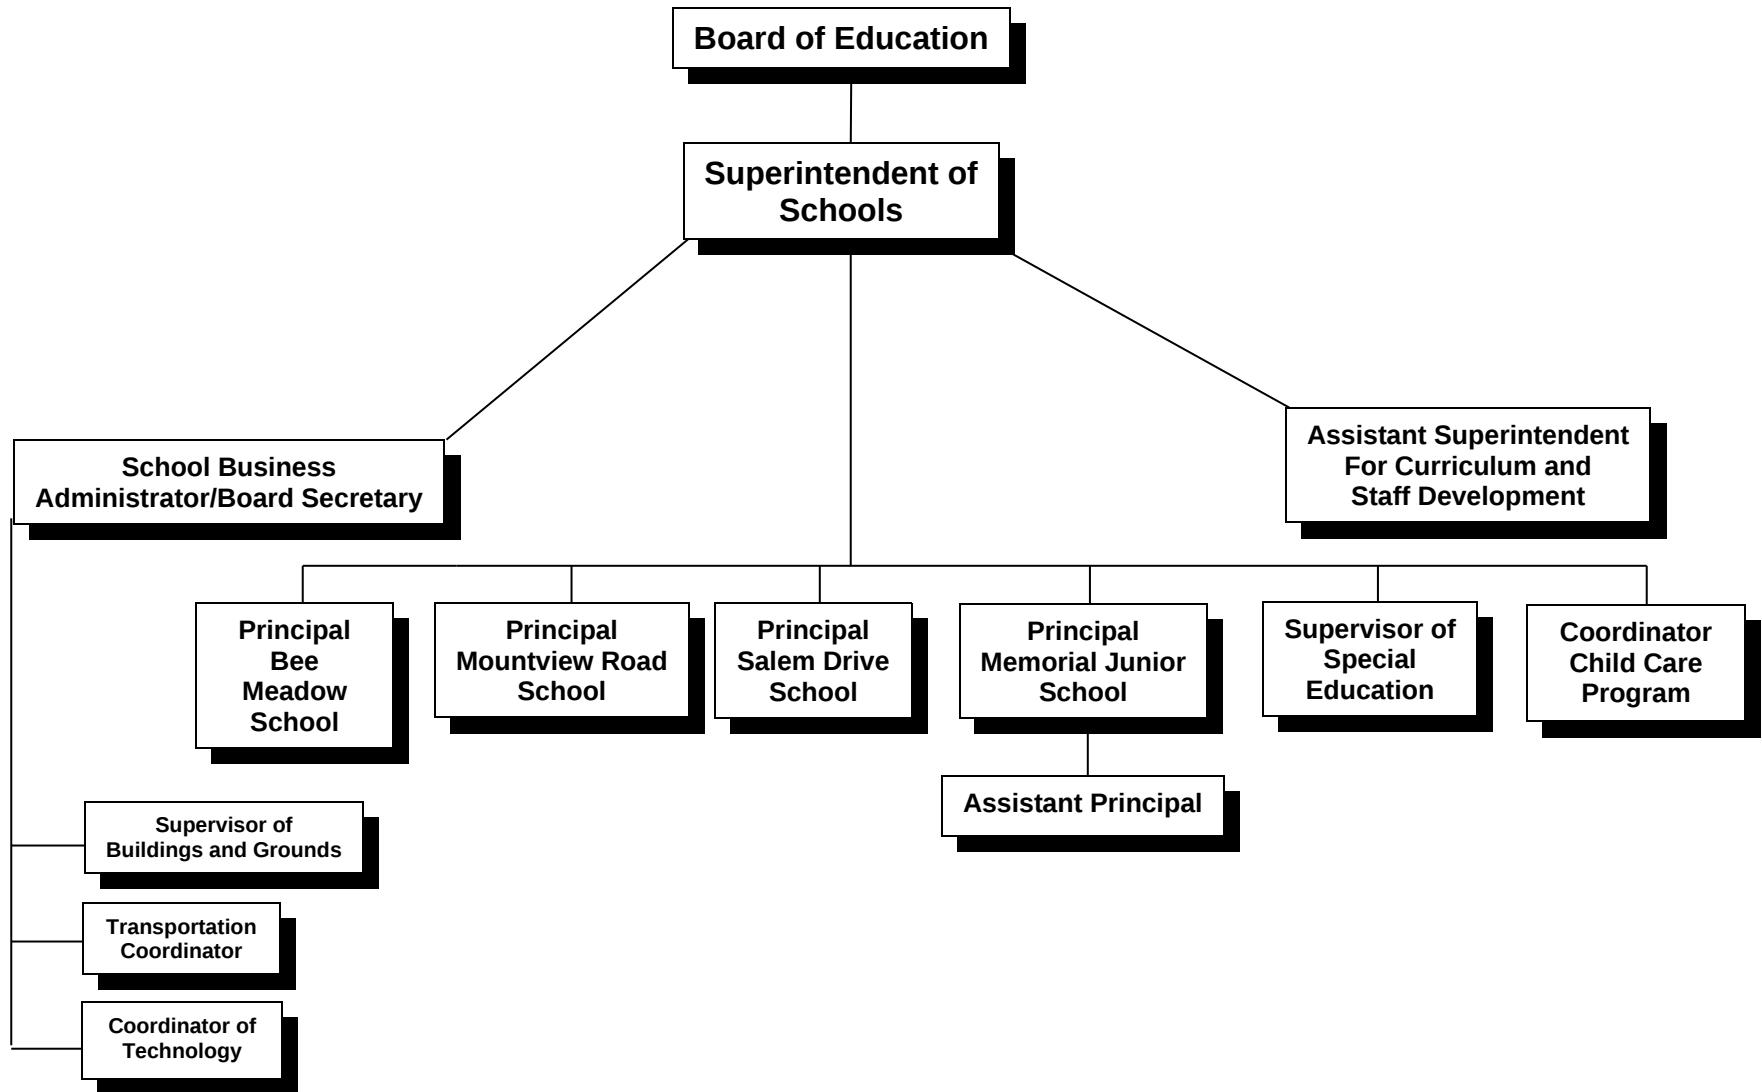 Board of Education
Superintendent of
Schools
School Business
Administrator/Board Secretary
Assistant Superintendent
For Curriculum and
Staff Development
Principal
Bee
Meadow
School
Principal
Mountview Road
School
Principal
Salem Drive
School
Principal
Memorial Junior
School
Supervisor of
Special
Education
Coordinator
Child Care
Program
Assistant Principal
Supervisor of
Buildings and Grounds
Transportation
Coordinator
Coordinator of
Technology